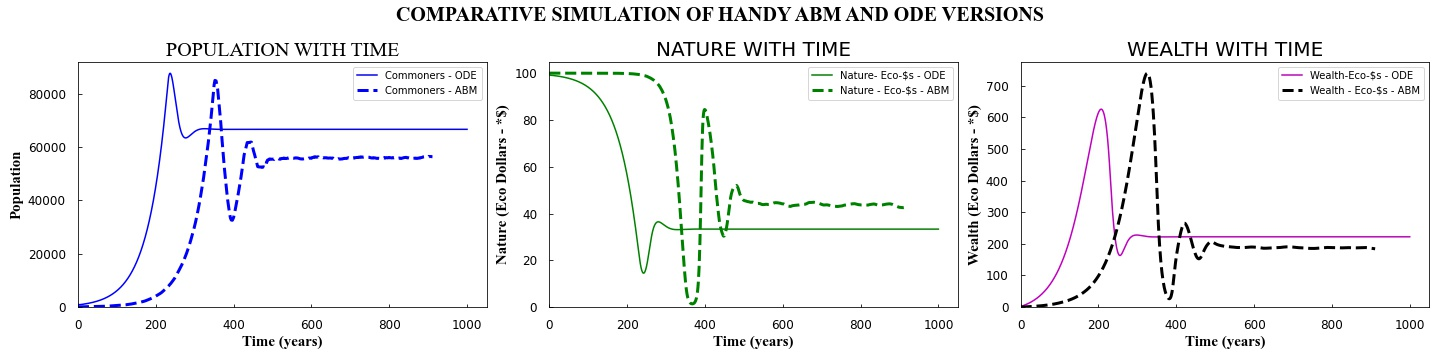 COMPARATIVE SIMULATION OF HANDY ABM AND ODE VERSIONS
POPULATION WITH TIME
Commoners - ODE
Commoners - ABM
80000
60000
40000
20000
0
Population
0 200 400 600 800 1000
Time (years)
NATURE WITH TIME
Nature- Eco-$s - ODE
Nature - Eco-$s - ABM
100
80
60
40
20
0
Nature (Eco Dollars - *$)
0 200 400 600 800 1000
Time (years)
WEALTH WITH TIME
Wealth-Eco-$s - ODE
Wealth - Eco-$s - ABM
700
600
500
400
300
200
100
0
Wealth (Eco Dollars - *$)
0 200 400 600 800 1000
Time (years)